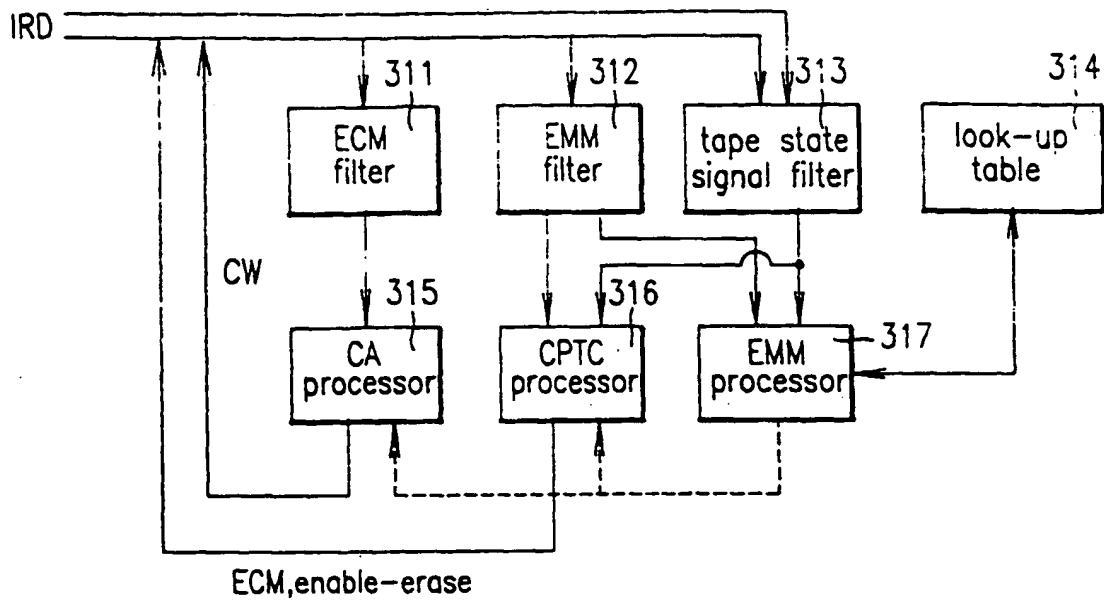 IRD
311
312
313
314
ECM
filter
EMM
filter
tape state
signal filter
look-up
table
CW
315
316
317
CA
processor
CPTC
processor
EMM
processor
ECM,enable-erase